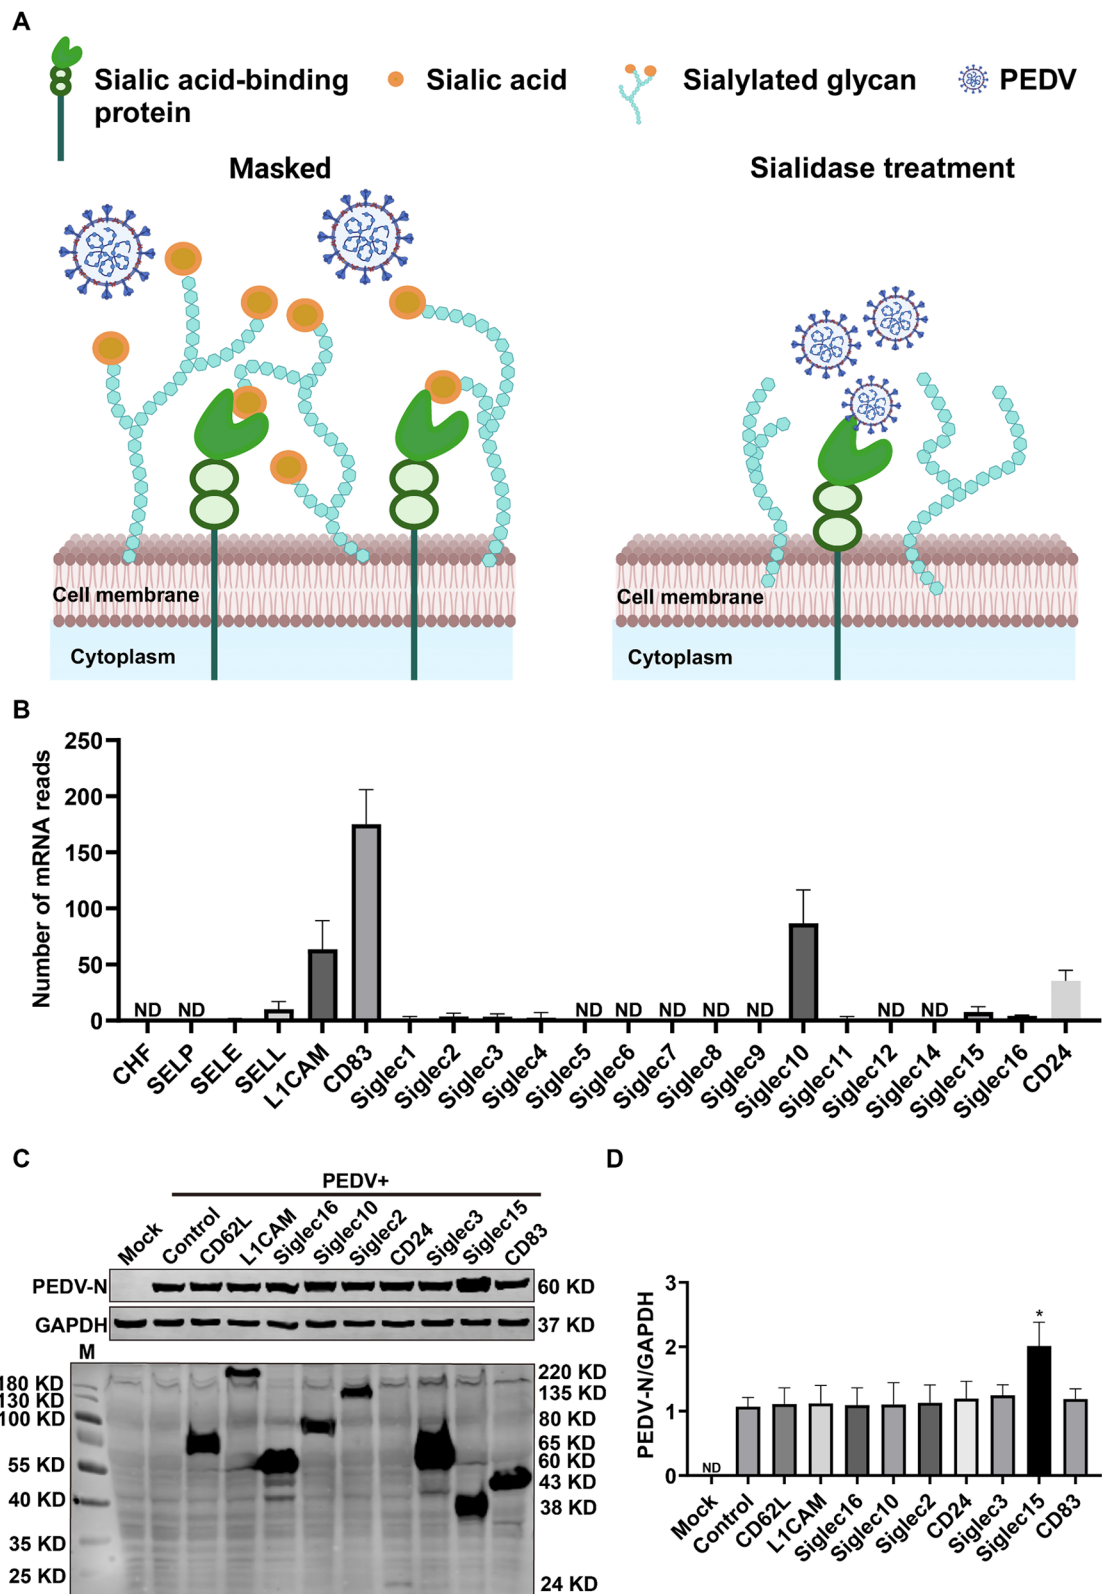 A
Sialic acid-binding
protein
Sialic acid
Sialylated glycan
PEDV
Masked
Sialidase treatment
Cell membrane
Cytoplasm
Cell membrane
Cytoplasm
B
Number of mRNA reads
250
200
150
100
50
0
ND ND ND ND ND ND ND ND ND
CHF SELP SELE SELL L1CAM CD83 Siglec1 Siglec2 Siglec3 Siglec4 Siglec5 Siglec6 Siglec7 Siglec8 Siglec9 Siglec10 Siglec11 Siglec12 Siglec14 Siglec15 Siglec16 CD24
C
PEDV+
Mock Control CD62L L1CAM Siglec16 Siglec10 Siglec2 CD24 Siglec3 Siglec15 CD83
PEDV-N 60 KD
GAPDH 37 KD
M
180 KD
130 KD
100 KD
55 KD
40 KD
35 KD
25 KD
220 KD
135 KD
80 KD
65 KD
60 KD
43 KD
38 KD
24 KD
D
PEDV-N/GAPDH
3
2
1
0
ND
*
Mock Control CD62L L1CAM Siglec16 Siglec10 Siglec2 CD24 Siglec3 Siglec15 CD83